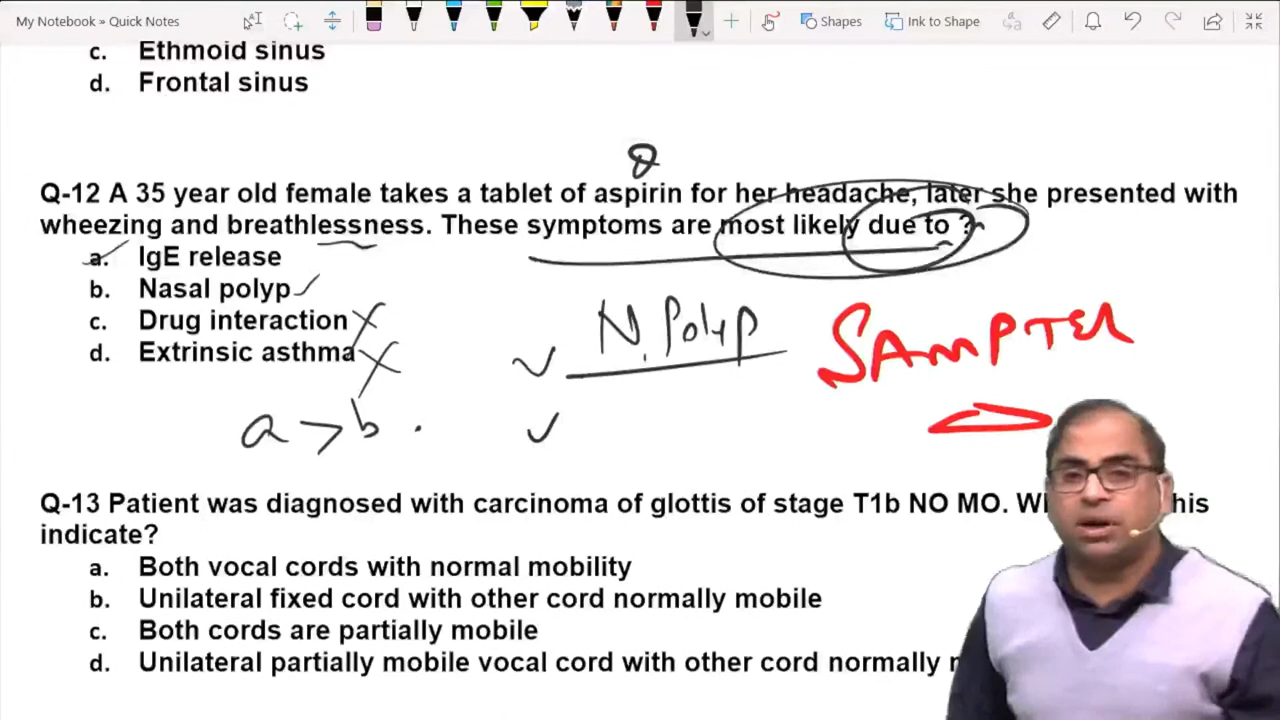 My Notebook » Quick Notes
Shapes
Ink to Shape
c. Ethmoid sinus
d. Frontal sinus
Q-12 A 35 year old female takes a tablet of aspirin for her headache, later she presented with
wheezing and breathlessness. These symptoms are most likely due to ?
a. IgE release
b. Nasal polyp
c. Drug interaction
d. Extrinsic asthma
N. Polyp
SAMPTER
a > b .
Q-13 Patient was diagnosed with carcinoma of glottis of stage T1b NO MO. his
indicate?
a. Both vocal cords with normal mobility
b. Unilateral fixed cord with other cord normally mobile
c. Both cords are partially mobile
d. Unilateral partially mobile vocal cord with other cord normally